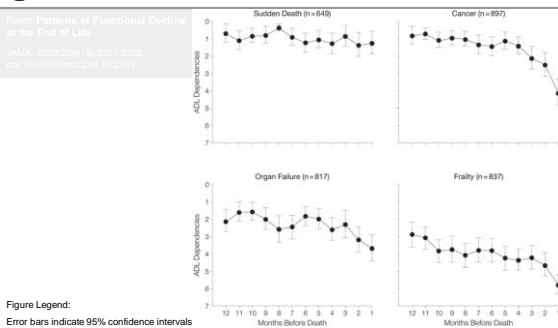 From: Patterns of Functional Decline
at the End of Life
JAMA. 2003;289(18):2387-2392.
doi:10.1001/jama.289.18.2387
Sudden Death (n=649)
0
1
2
3
4
5
6
7
ADL Dependencies
Cancer (n=897)
Organ Failure (n=817)
0
1
2
3
4
5
6
7
ADL Dependencies
12 11 10 9 8 7 6 5 4 3 2 1
Months Before Death
Frailty (n=837)
12 11 10 9 8 7 6 5 4 3 2 1
Months Before Death
Figure Legend:
Error bars indicate 95% confidence intervals